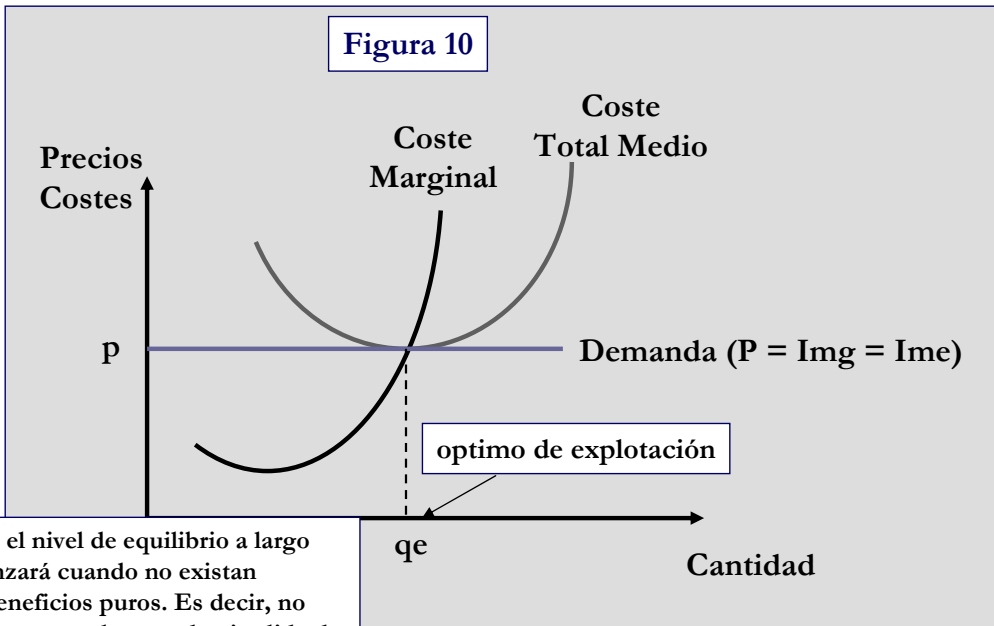 Figura 10
Coste
Total Medio
Coste
Marginal
Precios
Costes
p
Demanda (P = Img = Ime)
optimo de explotación
qe
Cantidad
el nivel de equilibrio a largo
nzará cuando no existan
eneficios puros. Es decir, no